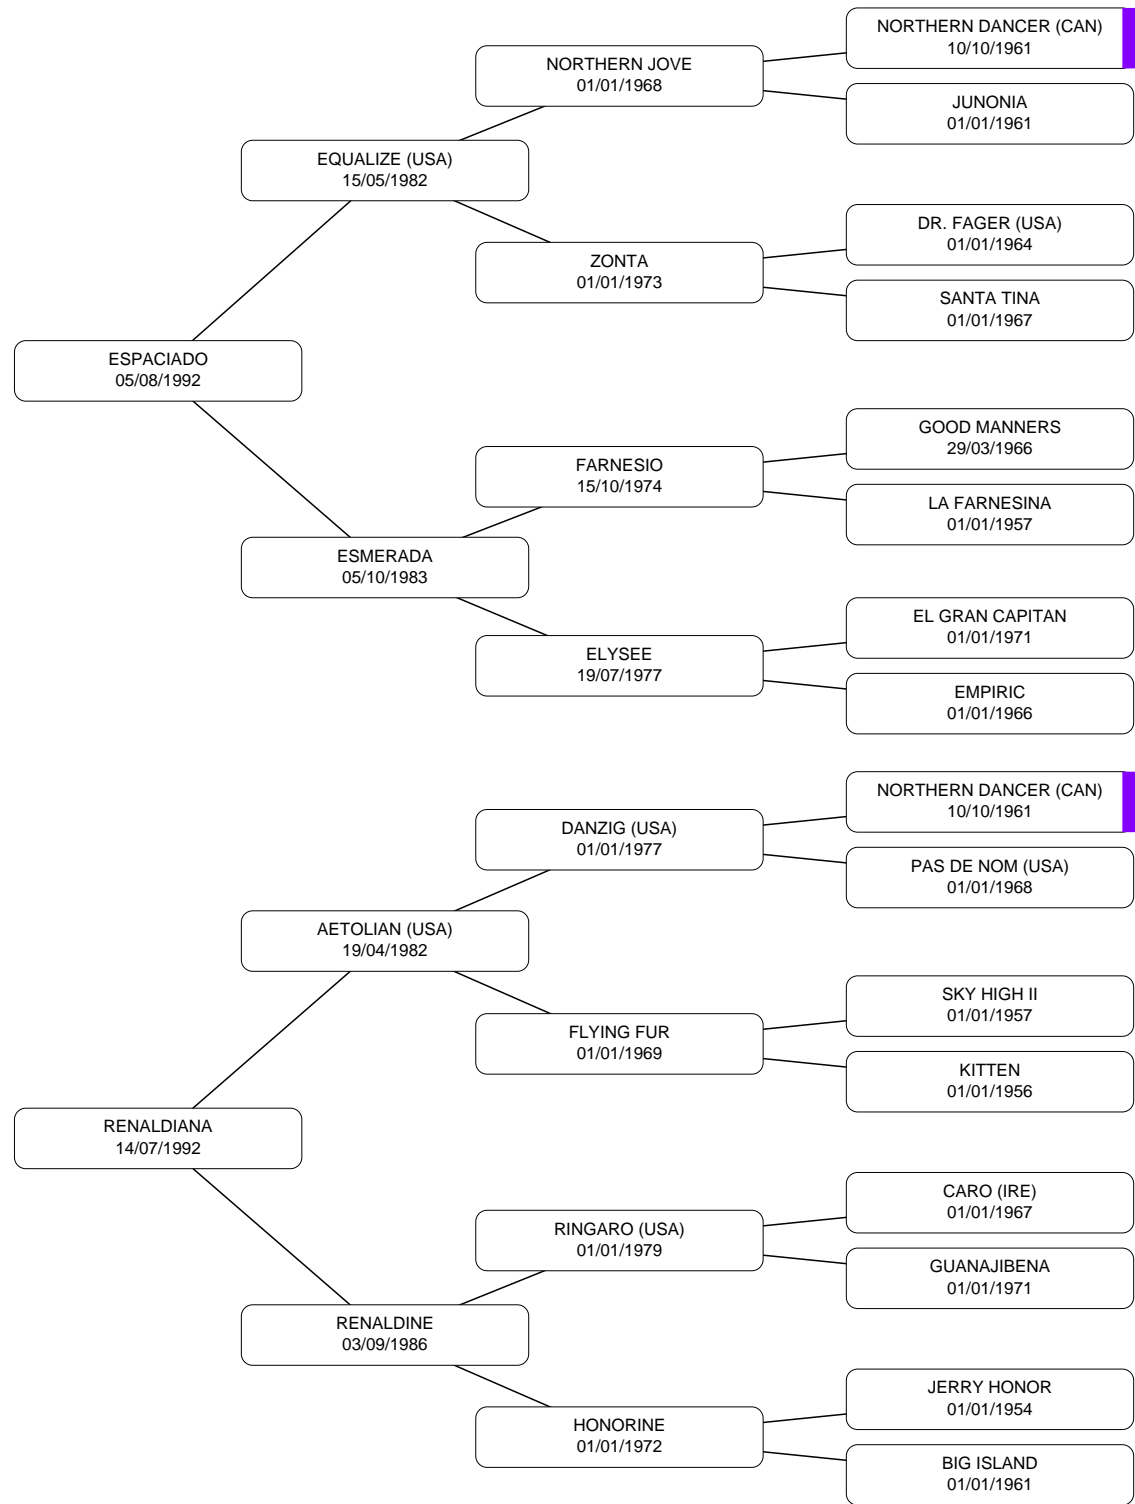 NORTHERN DANCER (CAN)
10/10/1961
NORTHERN JOVE
01/01/1968
JUNONIA
01/01/1961
EQUALIZE (USA)
15/05/1982
DR. FAGER (USA)
01/01/1964
ZONTA
01/01/1973
SANTA TINA
01/01/1967
ESPACIADO
05/08/1992
GOOD MANNERS
29/03/1966
FARNESIO
15/10/1974
LA FARNESINA
01/01/1957
ESMERADA
05/10/1983
EL GRAN CAPITAN
01/01/1971
ELYSEE
19/07/1977
EMPIRIC
01/01/1966
NORTHERN DANCER (CAN)
10/10/1961
DANZIG (USA)
01/01/1977
PAS DE NOM (USA)
01/01/1968
AETOLIAN (USA)
19/04/1982
SKY HIGH II
01/01/1957
FLYING FUR
01/01/1969
KITTEN
01/01/1956
RENALDIANA
14/07/1992
CARO (IRE)
01/01/1967
RINGARO (USA)
01/01/1979
GUANAJIBENA
01/01/1971
RENALDINE
03/09/1986
JERRY HONOR
01/01/1954
HONORINE
01/01/1972
BIG ISLAND
01/01/1961